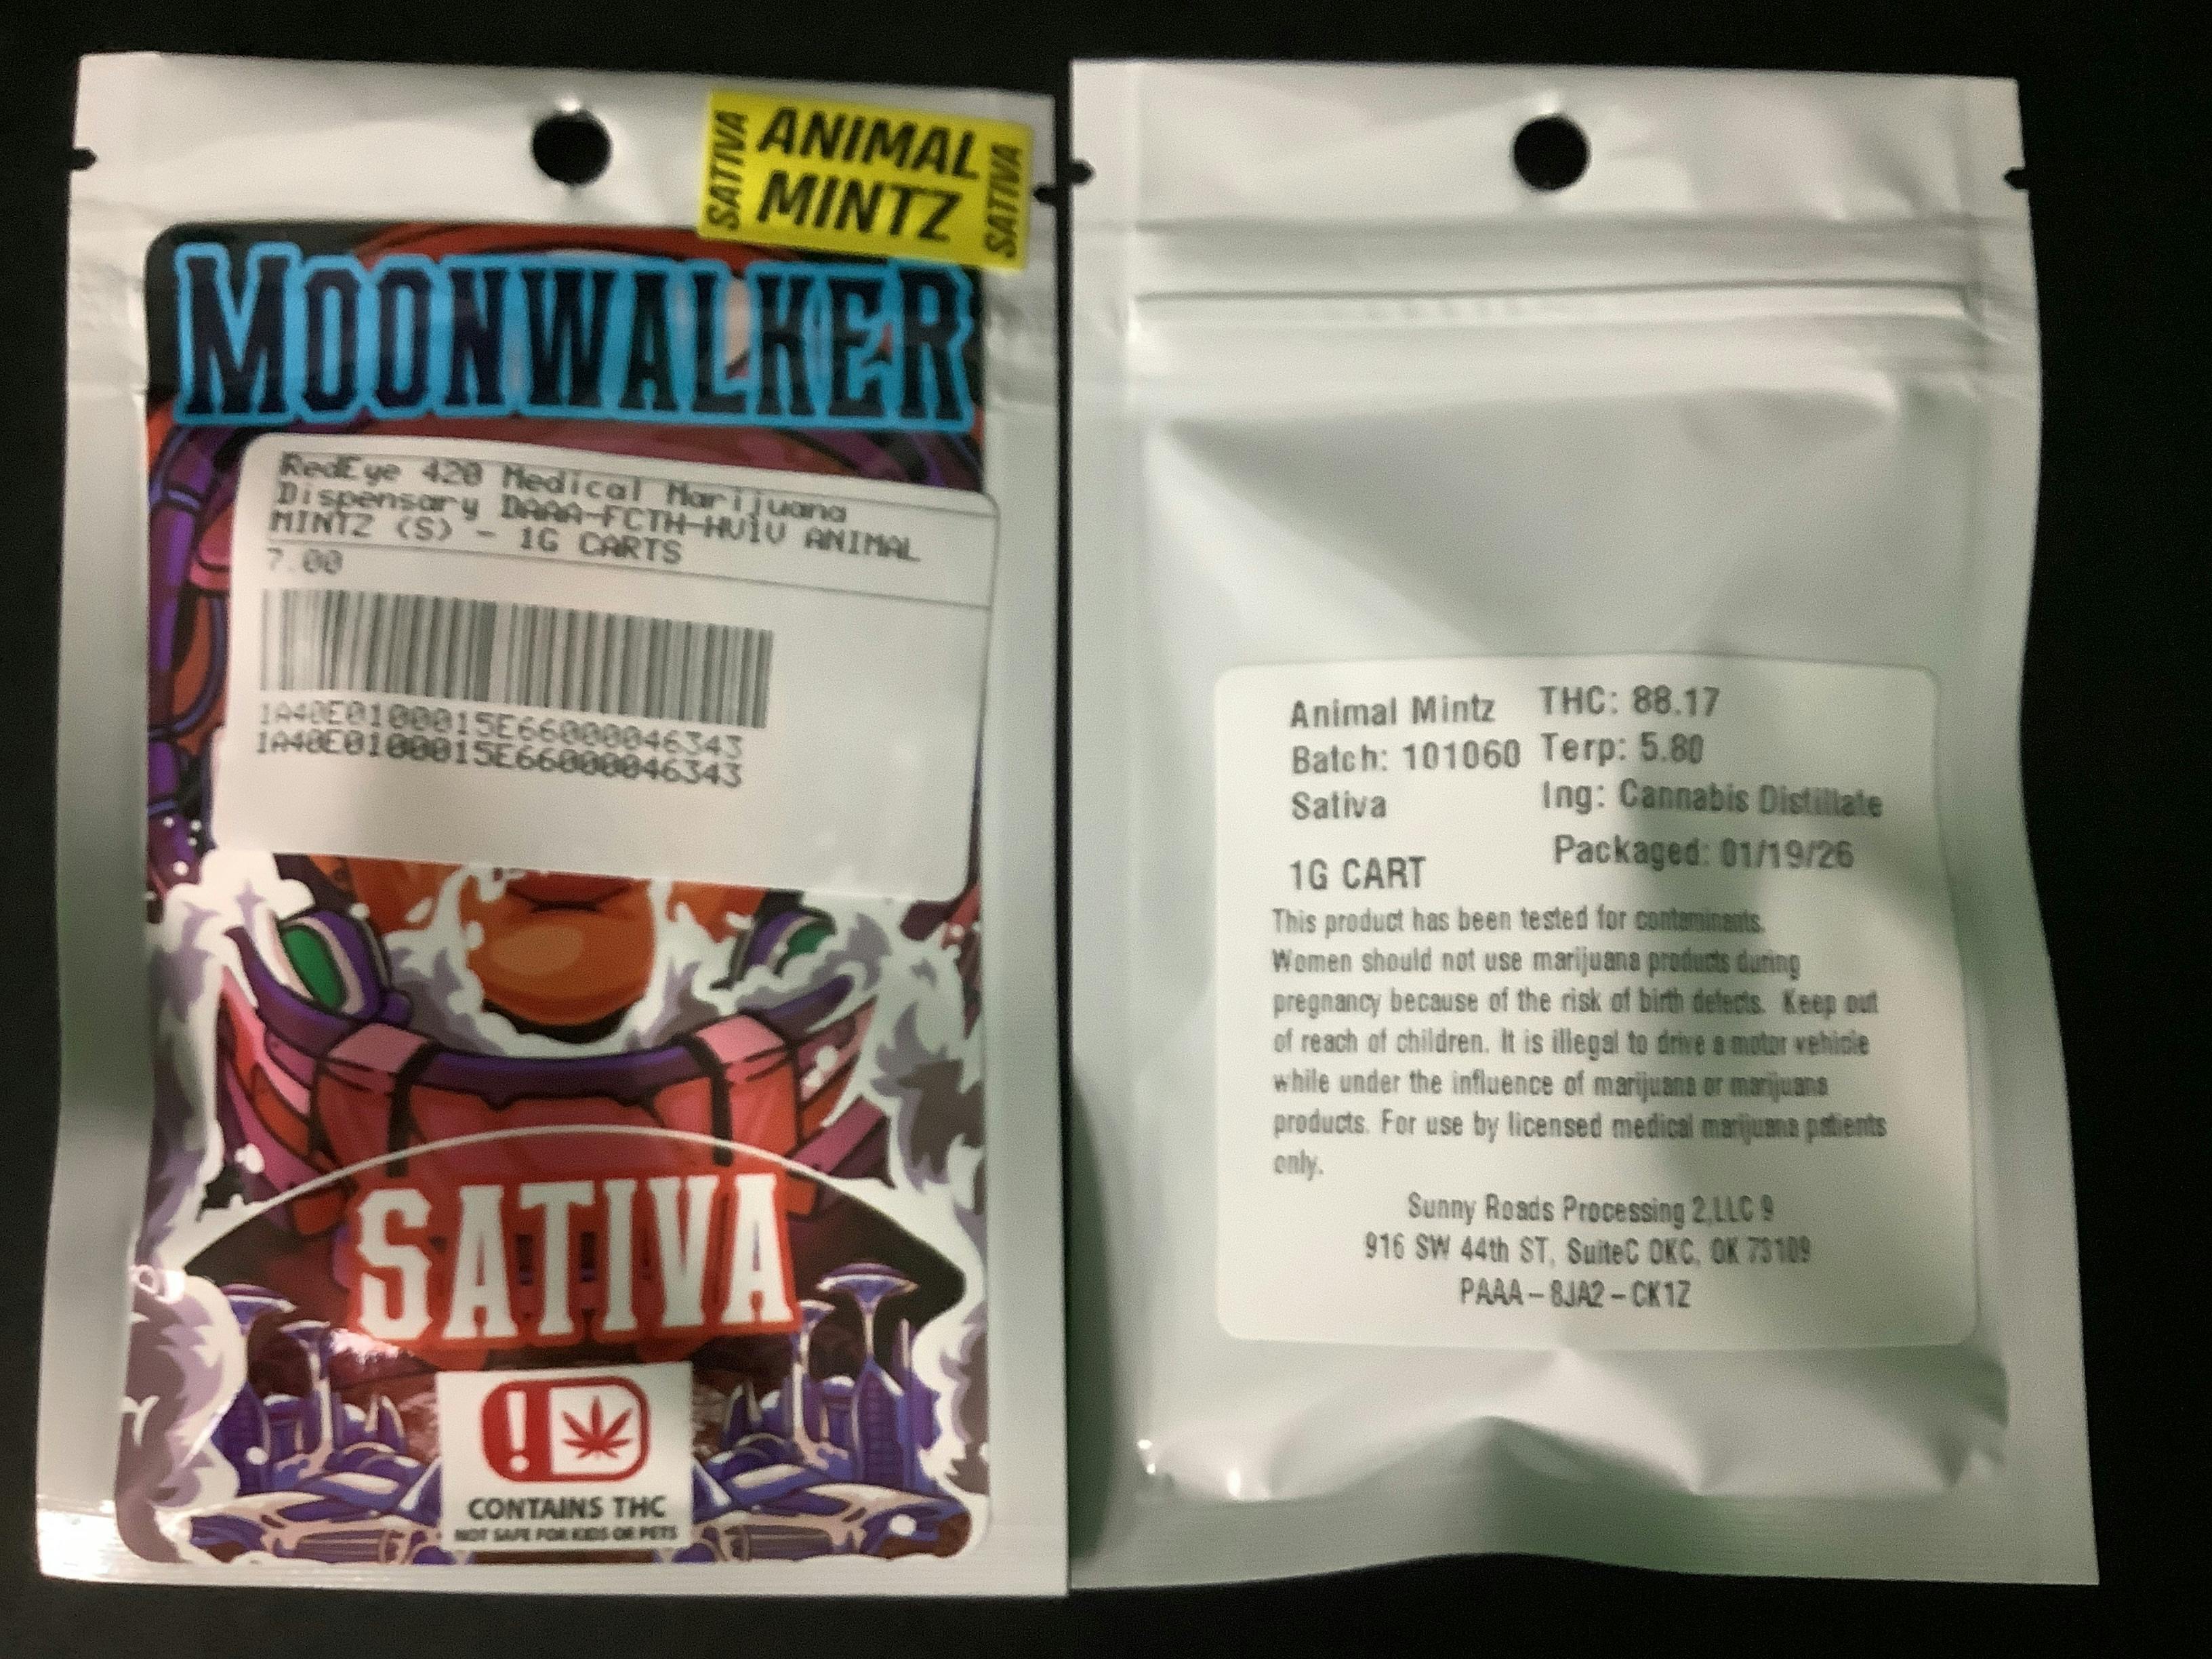 SATIVA
ANIMAL
MINTZ
SATIVA
MOONWALKER
RedEye 420 Medical Marijuana
Dispensary DAAA-FCTH-HV1V ANIMAL
MINTZ (S) - 1G CARTS
7.00
1A40E0100015E66000046343
1A40E0100015E66000046343
SATIVA
!
CONTAINS THC
NOT SAFE FOR KIDS OR PETS
Animal Mintz THC: 88.17
Batch: 101060 Terp: 5.80
Sativa Ing: Cannabis Distillate
Packaged: 01/19/26
1G CART
This product has been tested for contaminants.
Women should not use marijuana products during
pregnancy because of the risk of birth defects. Keep out
of reach of children. It is illegal to drive a motor vehicle
while under the influence of marijuana or marijuana
products. For use by licensed medical marijuana patients
only.
Sunny Roads Processing 2,LLC 9
916 SW 44th ST, SuiteC OKC, OK 73109
PAAA – 8JA2 – CK1Z